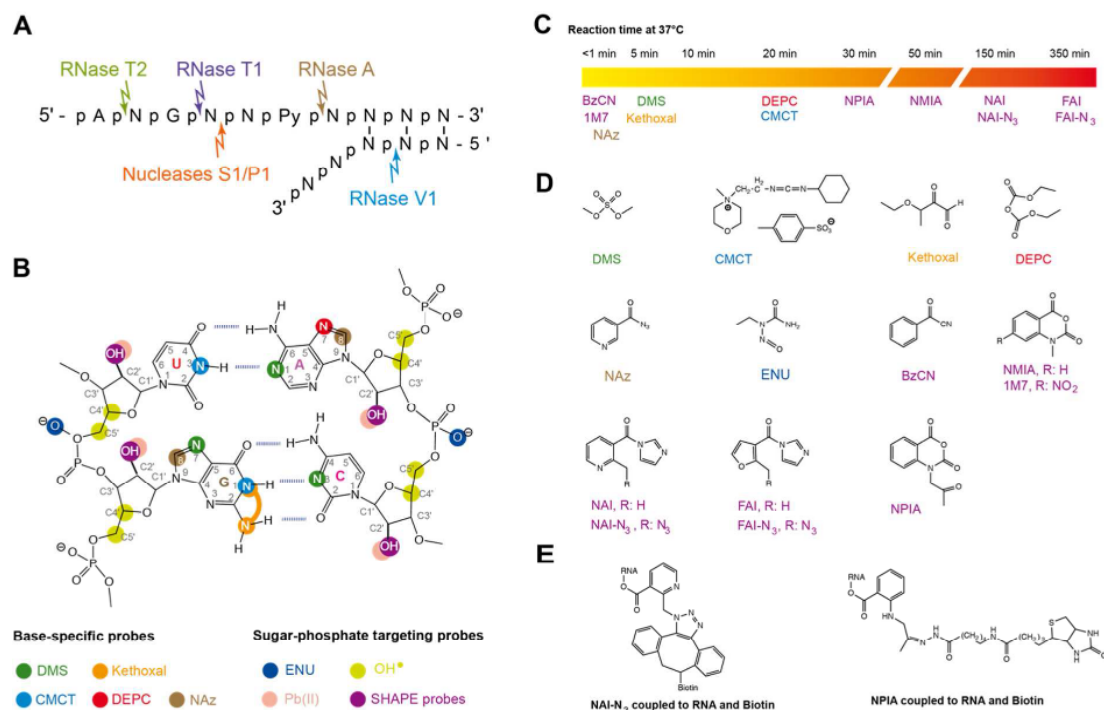 A
RNase T2 RNase T1 RNase A
5' - p A p N p G p N p N p Py p N p N p N p N - 3'
N p N p N - 5'
3' p N p N p N p
Nucleases S1/P1
RNase V1
B
U A
G C
Base-specific probes
DMS Kethoxal
CMCT DEPC NAz
Sugar-phosphate targeting probes
ENU OH•
Pb(II) SHAPE probes
C
Reaction time at 37°C
<1 min 5 min 10 min 20 min 30 min 50 min 150 min 350 min
BzCN DMS DEPC NPIA NMIA NAI FAI
1M7 Kethoxal CMCT NAI-N₃ FAI-N₃
NAz
D
DMS CMCT Kethoxal DEPC
NAz ENU BzCN NMIA, R: H
1M7, R: NO₂
NAI, R: H FAI, R: H NPIA
NAI-N₃ , R: N₃ FAI-N₃, R: N₃
E
RNA RNA
Biotin
NAI-N₃ coupled to RNA and Biotin
NPIA coupled to RNA and Biotin